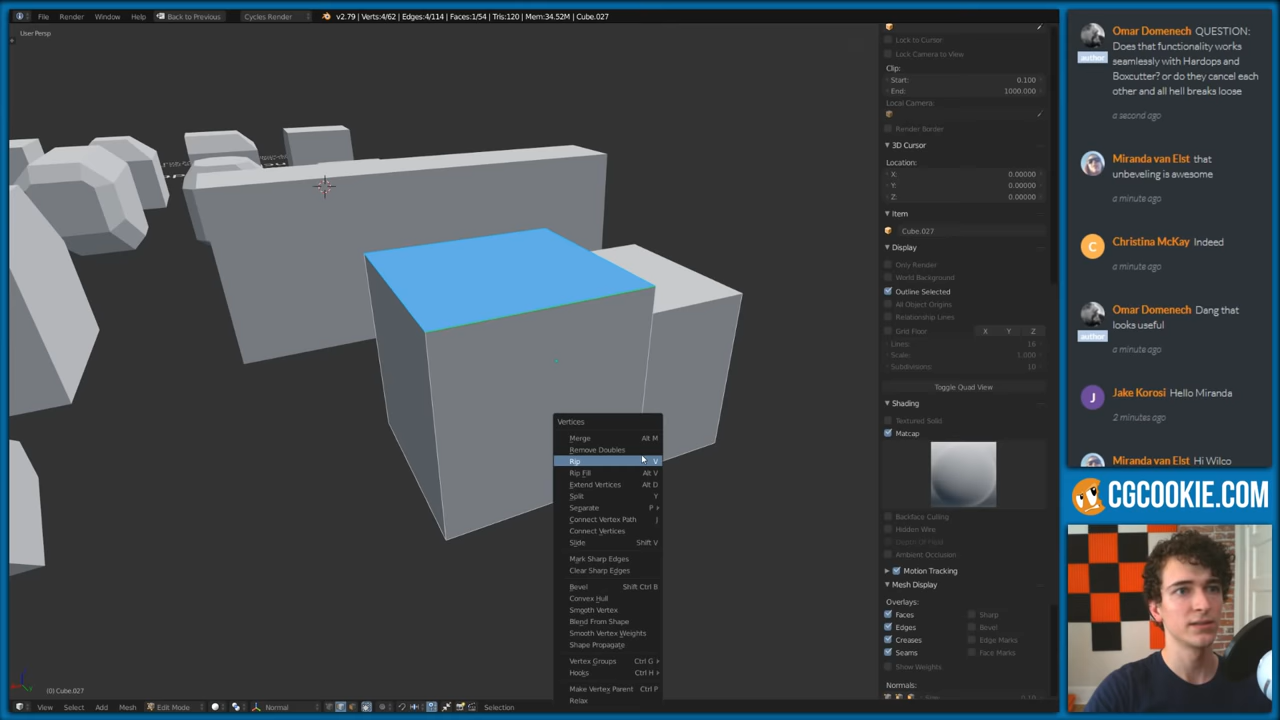 File
Render
Window
Help
Back to Previous
Cycles Render
v2.79 | Verts:4/62 | Edges:4/114 | Faces:1/54 | Tris:120 | Mem:34.52M | Cube.027
User Persp
Vertices
Merge Alt M
Remove Doubles
Rip V
Rip Fill Alt V
Extend Vertices Alt D
Split Y
Separate P
Connect Vertex Path J
Connect Vertices
Slide Shift V
Mark Sharp Edges
Clear Sharp Edges
Bevel Shift Ctrl B
Convex Hull
Smooth Vertex
Blend From Shape
Smooth Vertex Weights
Shape Propagate
Vertex Groups Ctrl G
Hooks Ctrl H
Make Vertex Parent Ctrl P
Relax
(0) Cube.027
View
Select
Add
Mesh
Edit Mode
Normal
Selection
Lock to Cursor
Lock Camera to View
Clip:
Start: 0.100
End: 1000.000
Local Camera:
Render Border
3D Cursor
Location:
X: 0.00000
Y: 0.00000
Z: 0.00000
Item
Cube.027
Display
Only Render
World Background
Outline Selected
All Object Origins
Relationship Lines
Grid Floor X Y Z
Lines: 16
Scale: 1.000
Subdivisions: 10
Toggle Quad View
Shading
Textured Solid
Matcap
Backface Culling
Hidden Wire
Depth Of Field
Ambient Occlusion
Motion Tracking
Mesh Display
Overlays:
Faces Sharp
Edges Bevel
Creases Edge Marks
Seams Face Marks
Show Weights
Normals:
Omar Domenech QUESTION:
Does that functionality works
seamlessly with Hardops and
Boxcutter? or do they cancel each
other and all hell breaks loose
author
a second ago
Miranda van Elst that
unbeveling is awesome
a minute ago
Christina McKay Indeed
a minute ago
Omar Domenech Dang that
looks useful
author
a minute ago
J
Jake Korosi Hello Miranda
2 minutes ago
Miranda van Elst Hi Wilco
CGCOOKIE.COM